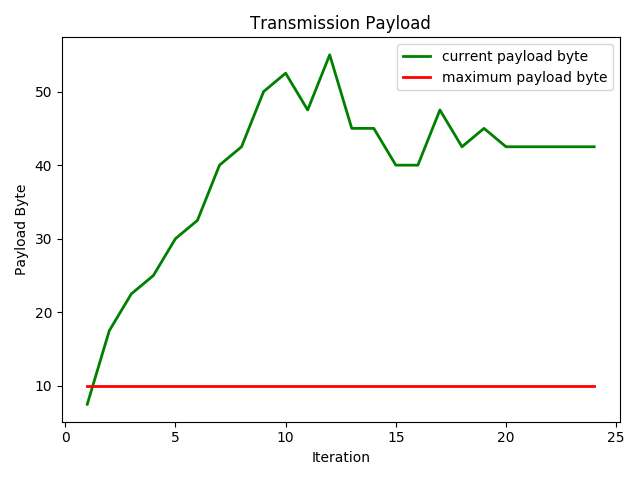 Transmission Payload
current payload byte
maximum payload byte
Payload Byte
50
40
30
20
10
0
5
10
15
20
25
Iteration